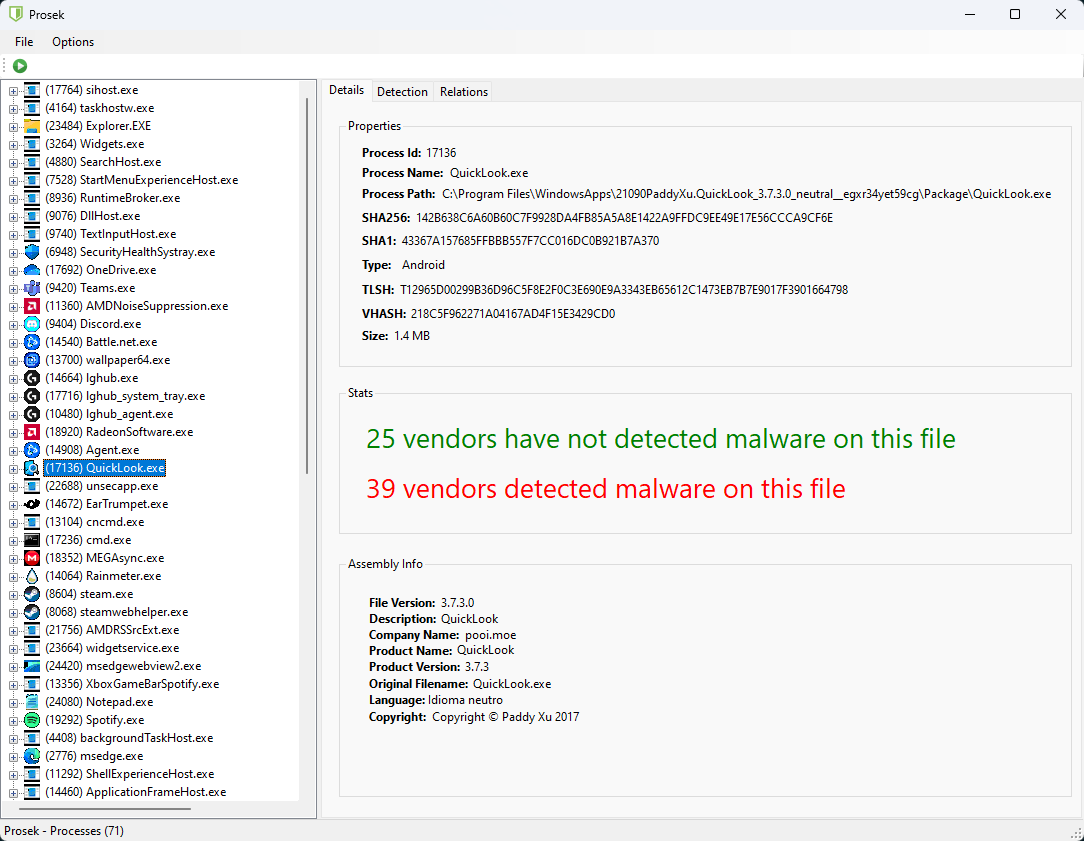 Prosek
File Options
(17764) sihost.exe
(4164) taskhostw.exe
(23484) Explorer.EXE
(3264) Widgets.exe
(4880) SearchHost.exe
(7528) StartMenuExperienceHost.exe
(8936) RuntimeBroker.exe
(9076) DllHost.exe
(9740) TextInputHost.exe
(6948) SecurityHealthSystray.exe
(17692) OneDrive.exe
(9420) Teams.exe
(11360) AMDNoiseSuppression.exe
(9404) Discord.exe
(14540) Battle.net.exe
(13700) wallpaper64.exe
(14664) lghub.exe
(17716) lghub_system_tray.exe
(10480) lghub_agent.exe
(18920) RadeonSoftware.exe
(14908) Agent.exe
(17136) QuickLook.exe
(22688) unsecapp.exe
(14672) EarTrumpet.exe
(13104) cncmd.exe
(17236) cmd.exe
(18352) MEGAsync.exe
(14064) Rainmeter.exe
(8604) steam.exe
(8068) steamwebhelper.exe
(21756) AMDRSSrcExt.exe
(23664) widgetservice.exe
(24420) msedgewebview2.exe
(13356) XboxGameBarSpotify.exe
(24080) Notepad.exe
(19292) Spotify.exe
(4408) backgroundTaskHost.exe
(2776) msedge.exe
(11292) ShellExperienceHost.exe
(14460) ApplicationFrameHost.exe
Details Detection Relations
Properties
Process Id: 17136
Process Name: QuickLook.exe
Process Path: C:\Program Files\WindowsApps\21090PaddyXu.QuickLook_3.7.3.0_neutral__egxr34yet59cg\Package\QuickLook.exe
SHA256: 142B638C6A60B60C7F9928DA4FB85A5A8E1422A9FFDC9EE49E17E56CCCA9CF6E
SHA1: 43367A157685FFBBB557F7CC016DC0B921B7A370
Type: Android
TLSH: T12965D00299B36D96C5F8E2F0C3E690E9A3343EB65612C1473EB7B7E9017F3901664798
VHASH: 218C5F962271A04167AD4F15E3429CD0
Size: 1.4 MB
Stats
25 vendors have not detected malware on this file
39 vendors detected malware on this file
Assembly Info
File Version: 3.7.3.0
Description: QuickLook
Company Name: pooi.moe
Product Name: QuickLook
Product Version: 3.7.3
Original Filename: QuickLook.exe
Language: Idioma neutro
Copyright: Copyright © Paddy Xu 2017
Prosek - Processes (71)